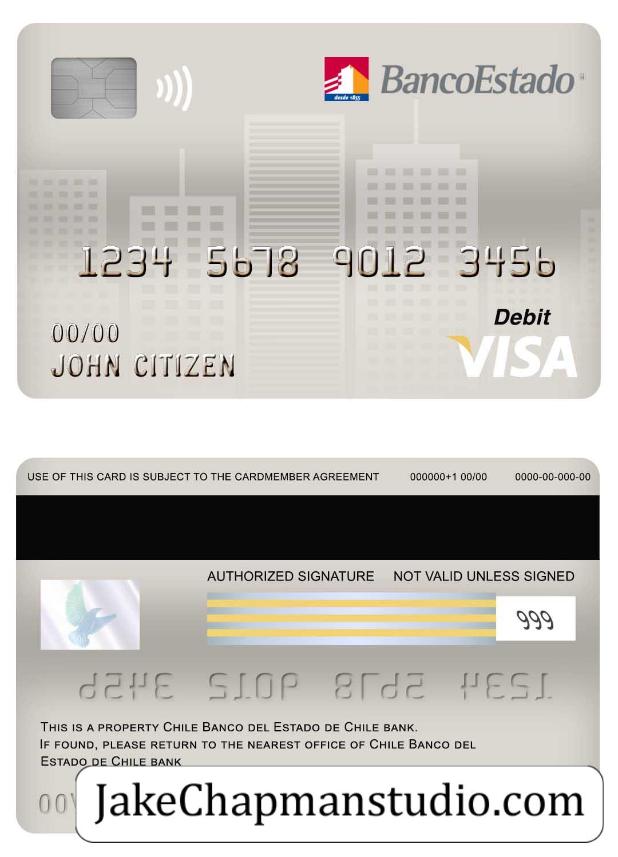 BancoEstado
desde 1855
1234 5678 9012 3456
Debit
00/00
VISA
JOHN CITIZEN
USE OF THIS CARD IS SUBJECT TO THE CARDMEMBER AGREEMENT 000000+1 00/00 0000-00-000-00
AUTHORIZED SIGNATURE NOT VALID UNLESS SIGNED
999
1234 5678 9012 3456
THIS IS A PROPERTY CHILE BANCO DEL ESTADO DE CHILE BANK.
IF FOUND, PLEASE RETURN TO THE NEAREST OFFICE OF CHILE BANCO DEL
ESTADO DE CHILE BANK
JakeChapmanstudio.com